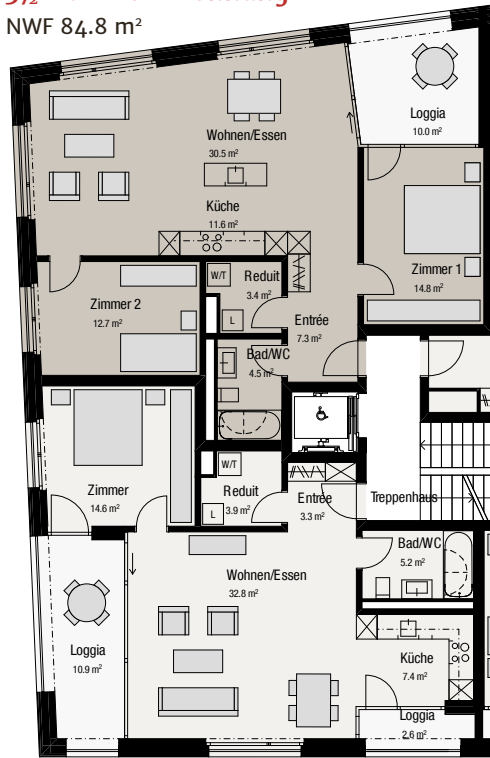 NWF 84.8 m²
Loggia
10.0 m²
Wohnen/Essen
30.5 m²
Küche
11.6 m²
Zimmer 1
14.8 m²
W/T
Reduit
3.4 m²
L
Zimmer 2
12.7 m²
Entrée
7.3 m²
Bad/WC
4.5 m²
W/T
Reduit
3.9 m²
L
Zimmer
14.6 m²
Entrée
3.3 m²
Treppenhaus
Bad/WC
5.2 m²
Wohnen/Essen
32.8 m²
Loggia
10.9 m²
Küche
7.4 m²
Loggia
2.6 m²